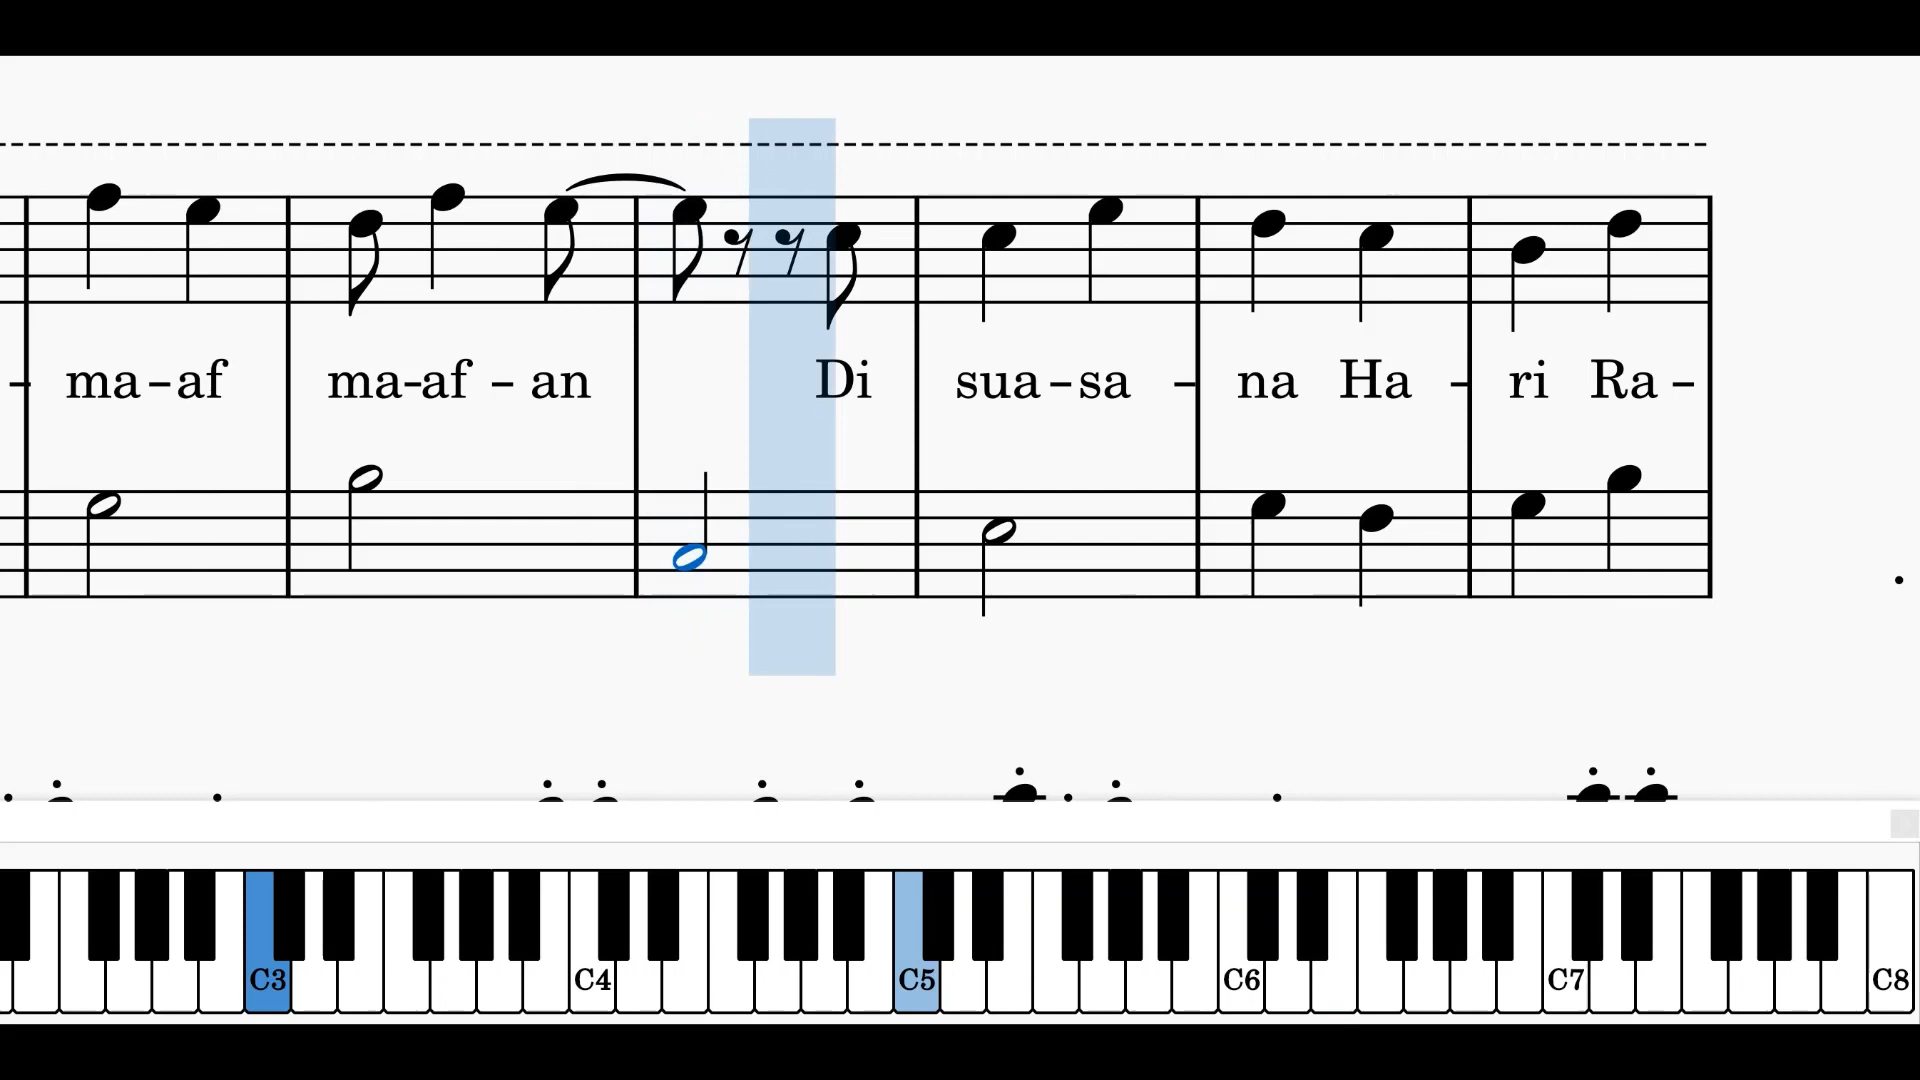 – ma – af ma-af – an Di sua – sa – na Ha – ri Ra –
C3 C4 C5 C6 C7 C8